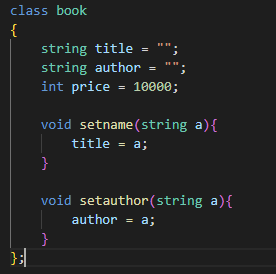 class book
{
    string title = "";
    string author = "";
    int price = 10000;

    void setname(string a){
        title = a;
    }

    void setauthor(string a){
        author = a;
    }
};